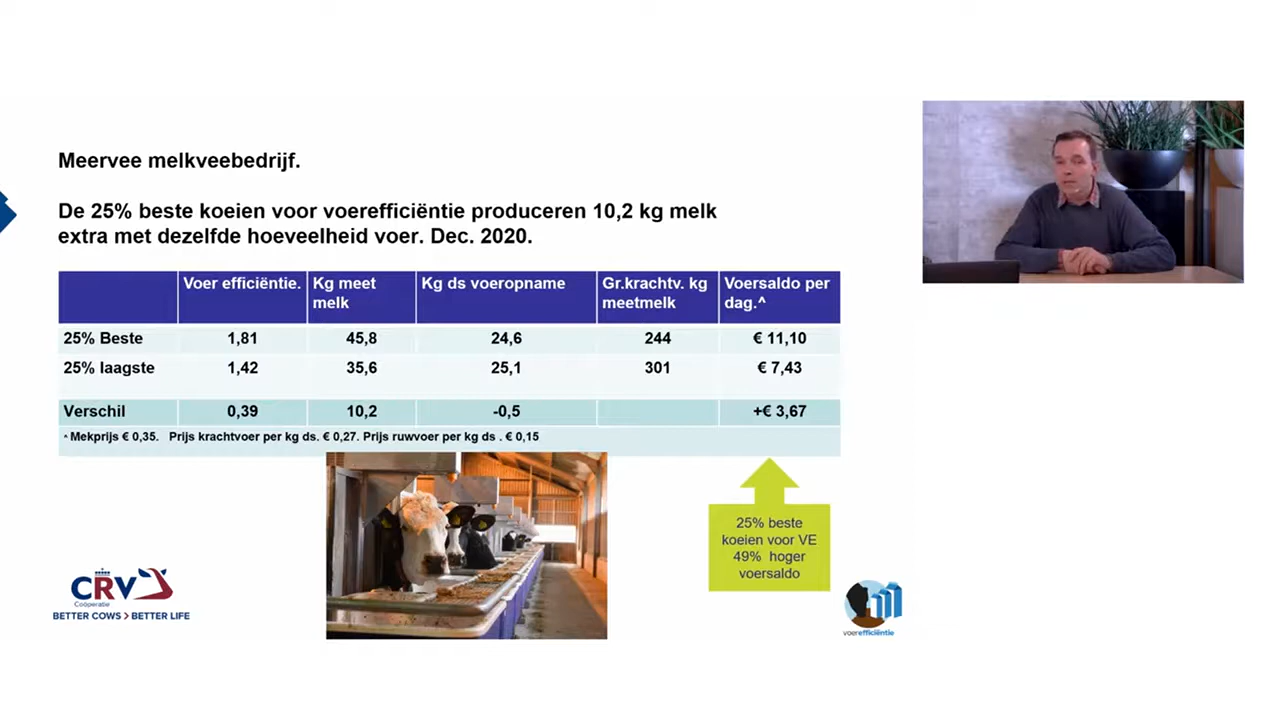 Meervee melkveebedrijf.
De 25% beste koeien voor voerefficiëntie produceren 10,2 kg melk
extra met dezelfde hoeveelheid voer. Dec. 2020.
Voer efficiëntie. Kg meet melk Kg ds voeropname Gr.krachtv. kg meetmelk Voersaldo per dag.^
25% Beste 1,81 45,8 24,6 244 € 11,10
25% laagste 1,42 35,6 25,1 301 € 7,43
Verschil 0,39 10,2 -0,5 +€ 3,67
^ Mekprijs € 0,35. Prijs krachtvoer per kg ds. € 0,27. Prijs ruwvoer per kg ds . € 0,15
25% beste
koeien voor VE
49% hoger
voersaldo
CRV
Coöperatie
BETTER COWS > BETTER LIFE
voerefficiëntie